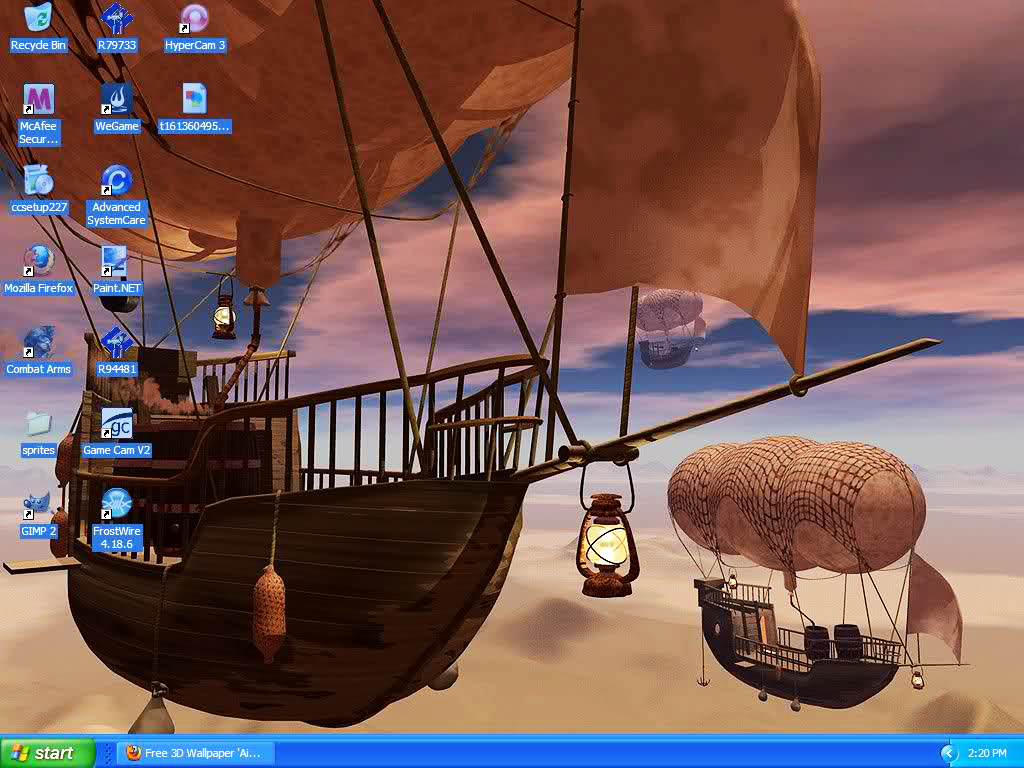 Recycle Bin
R79733
HyperCam 3
McAfee
Secur...
WeGame
t161360495...
ccsetup227
Advanced
SystemCare
Mozilla Firefox
Paint.NET
Combat Arms
R94481
sprites
gc
Game Cam V2
GIMP 2
FrostWire
4.18.6
start
Free 3D Wallpaper 'Ai...
2:20 PM